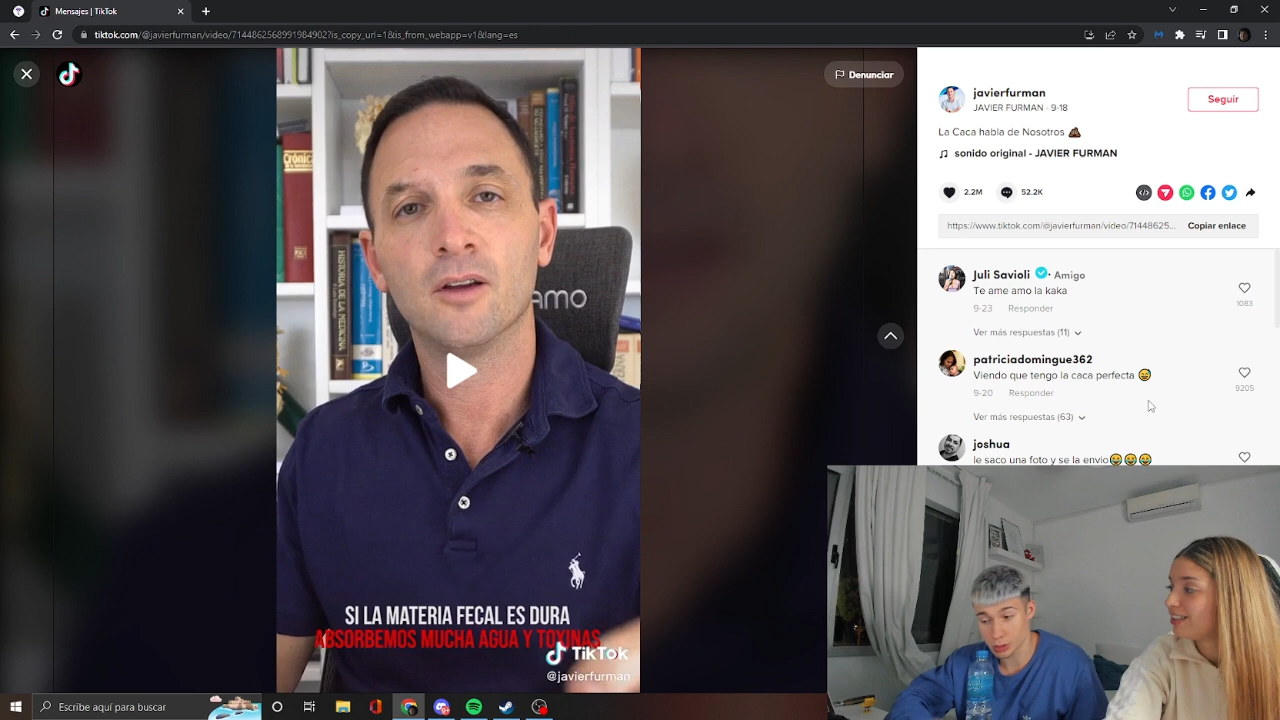 Mensajes | TikTok
tiktok.com/@javierfurman/video/7144862568991984902?is_copy_url=1&is_from_webapp=v1&lang=es
Denunciar
javierfurman
JAVIER FURMAN · 9-18
Seguir
La Caca habla de Nosotros 💩
sonido original - JAVIER FURMAN
2.2M
52.2K
https://www.tiktok.com/@javierfurman/video/71448625...
Copiar enlace
Juli Savioli · Amigo
Te ame amo la kaka
9-23 Responder
1083
Ver más respuestas (11)
patriciadomingue362
Viendo que tengo la caca perfecta 😅
9-20 Responder
9205
Ver más respuestas (63)
joshua
le saco una foto y se la envio😂😂😂
Crónica
HISTORIA DE LA MEDICINA
AMO
SI LA MATERIA FECAL ES DURA
ABSORBEMOS MUCHA AGUA Y TOXINAS
TikTok
@javierfurman
Escribe aquí para buscar